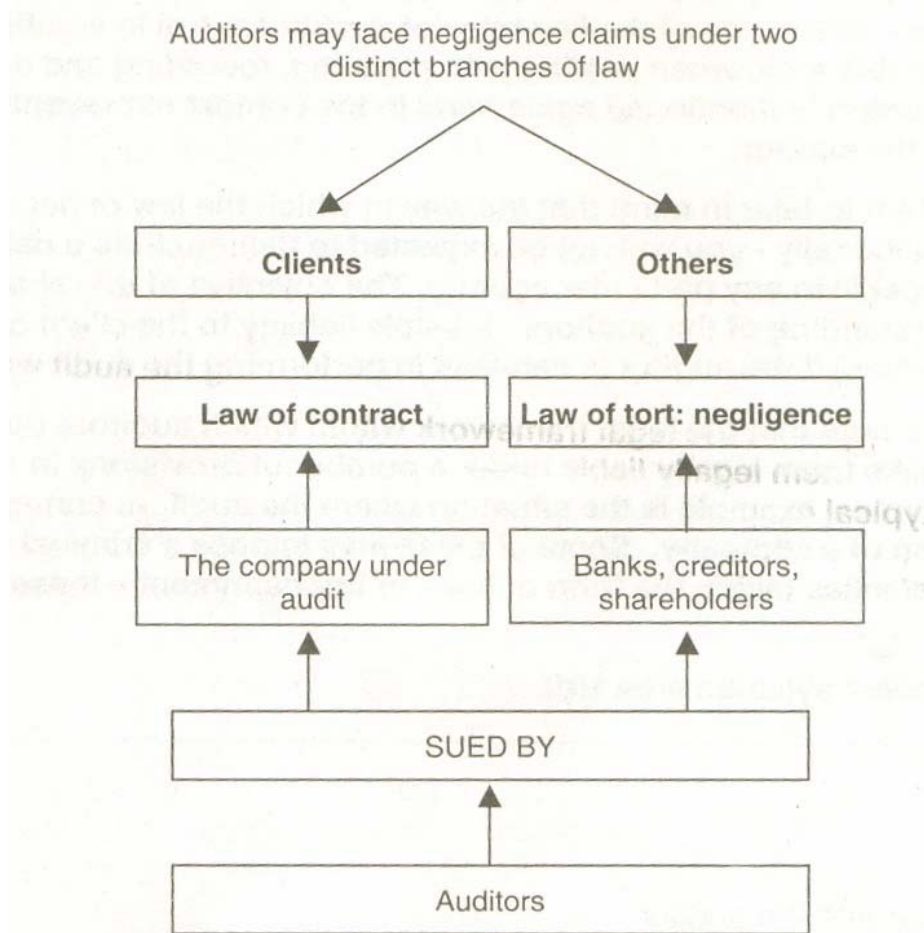 Auditors may face negligence claims under two
distinct branches of law
Clients
Others
Law of contract
Law of tort: negligence
The company under
audit
Banks, creditors,
shareholders
SUED BY
Auditors